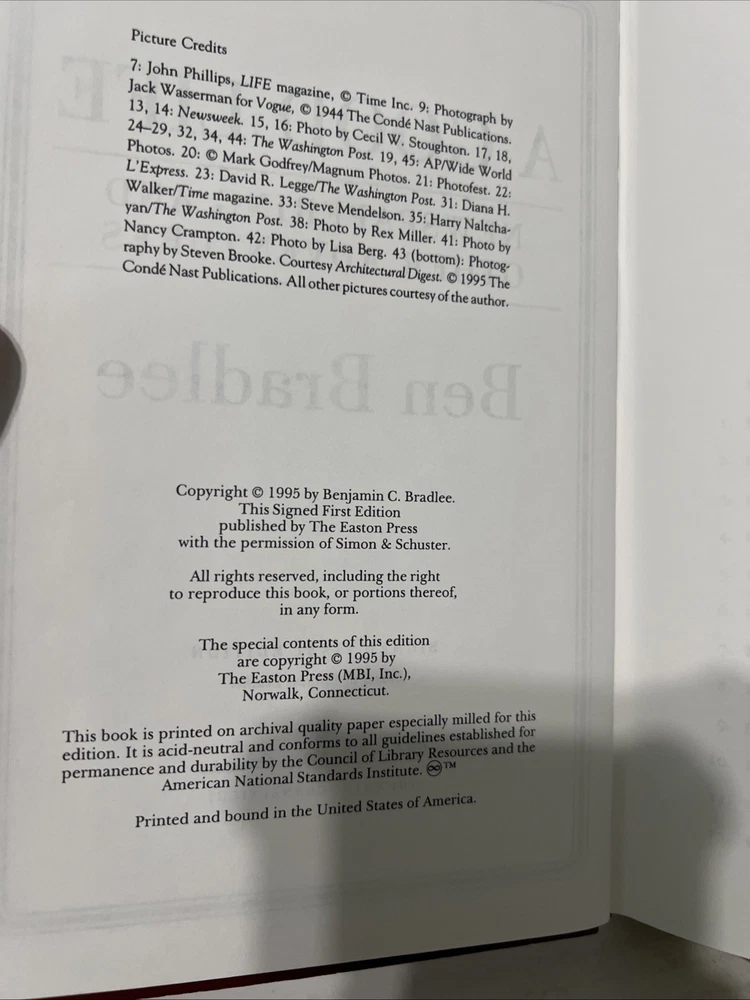 Picture Credits
7: John Phillips, LIFE magazine, © Time Inc. 9: Photograph by
Jack Wasserman for Vogue, © 1944 The Condé Nast Publications.
13, 14: Newsweek. 15, 16: Photo by Cecil W. Stoughton. 17, 18,
24–29, 32, 34, 44: The Washington Post. 19, 45: AP/Wide World
Photos. 20: © Mark Godfrey/Magnum Photos. 21: Photofest. 22:
L'Express. 23: David R. Legge/The Washington Post. 31: Diana H.
Walker/Time magazine. 33: Steve Mendelson. 35: Harry Naltcha-
yan/The Washington Post. 38: Photo by Rex Miller. 41: Photo by
Nancy Crampton. 42: Photo by Lisa Berg. 43 (bottom): Photog-
raphy by Steven Brooke. Courtesy Architectural Digest. © 1995 The
Condé Nast Publications. All other pictures courtesy of the author.
Ben Bradlee
Copyright © 1995 by Benjamin C. Bradlee.
This Signed First Edition
published by The Easton Press
with the permission of Simon & Schuster.
All rights reserved, including the right
to reproduce this book, or portions thereof,
in any form.
The special contents of this edition
are copyright © 1995 by
The Easton Press (MBI, Inc.),
Norwalk, Connecticut.
This book is printed on archival quality paper especially milled for this
edition. It is acid-neutral and conforms to all guidelines established for
permanence and durability by the Council of Library Resources and the
American National Standards Institute. ♾™
Printed and bound in the United States of America.